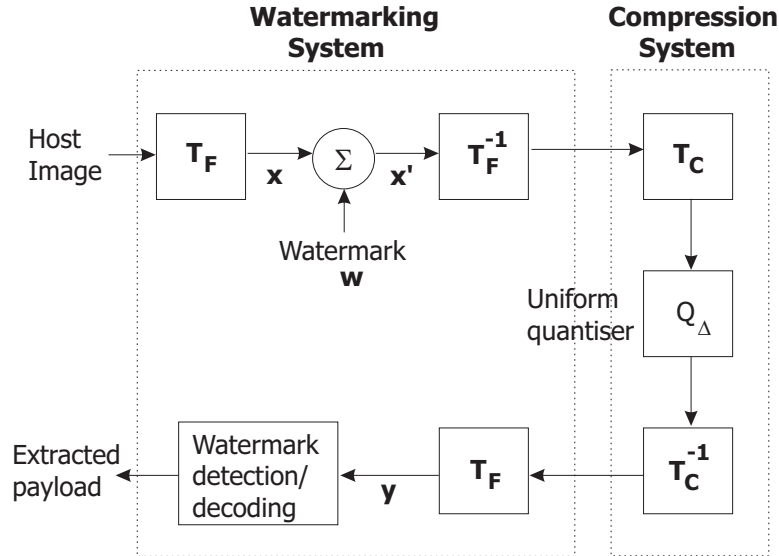 Watermarking
System
Compression
System
Host
Image
T_F
x
Σ
x'
T_F^-1
T_C
Watermark
w
Uniform
quantiser
Q_Δ
Extracted
payload
Watermark
detection/
decoding
y
T_F
T_C^-1